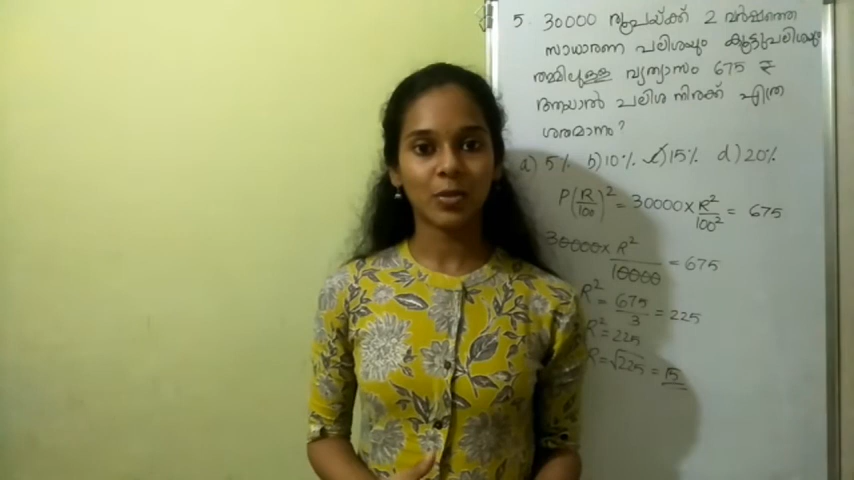 5. 30000 രൂപയ്ക്ക് 2 വർഷത്തെ
സാധാരണ പലിശയും കൂട്ടുപലിശയും
തമ്മിലുള്ള വ്യത്യാസം 675 ₹
ആയാൽ പലിശ നിരക്ക് എത്ര
ശതമാനം?
a) 5% b) 10% c) 15% d) 20%
P(R/100)² = 30000 × R²/100² = 675
30000 × R²/10000 = 675
R² = 675/3 = 225
R² = 225
R = √225 = 15